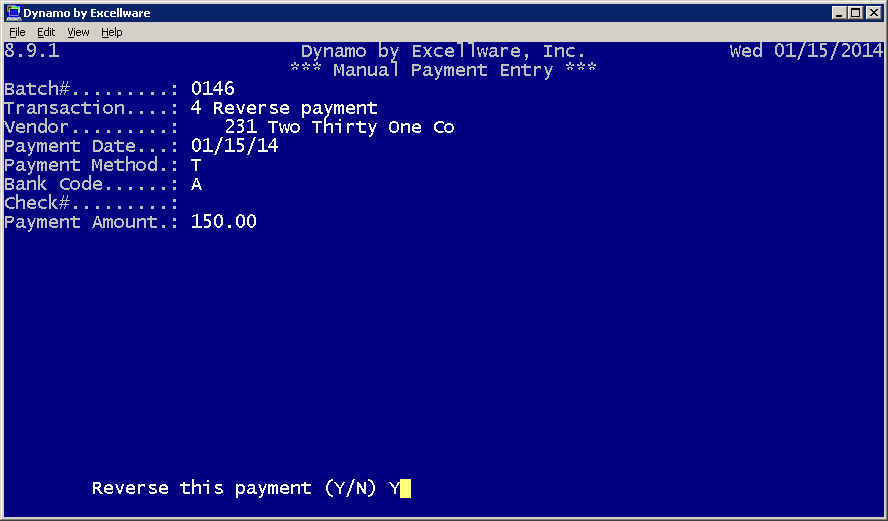 Dynamo by Excellware
File Edit View Help
8.9.1 Dynamo by Excellware, Inc. Wed 01/15/2014
*** Manual Payment Entry ***
Batch#.........: 0146
Transaction....: 4 Reverse payment
Vendor.........: 231 Two Thirty One Co
Payment Date...: 01/15/14
Payment Method.: T
Bank Code......: A
Check#.........:
Payment Amount.: 150.00
Reverse this payment (Y/N) Y